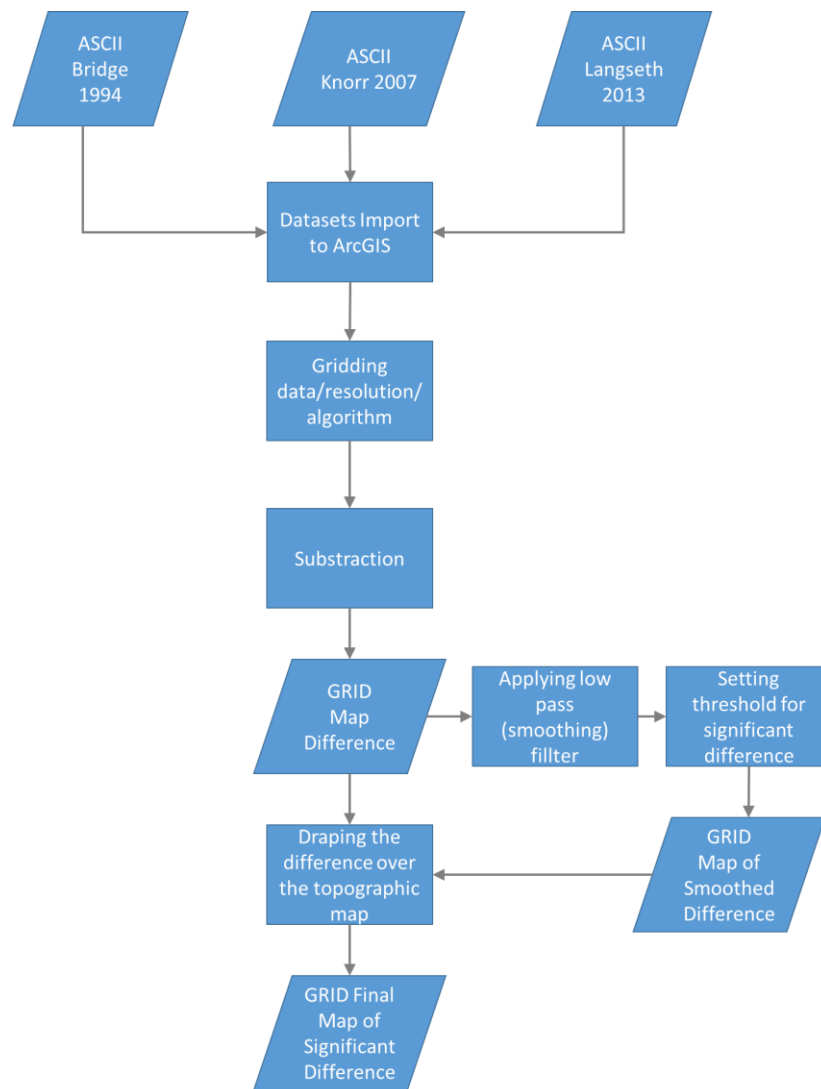 ASCII
Bridge
1994
ASCII
Knorr 2007
ASCII
Langseth
2013
Datasets Import
to ArcGIS
Gridding
data/resolution/
algorithm
Substraction
GRID
Map
Difference
Applying low
pass
(smoothing)
fillter
Setting
threshold for
significant
difference
Draping the
difference over
the topographic
map
GRID
Map of
Smoothed
Difference
GRID Final
Map of
Significant
Difference